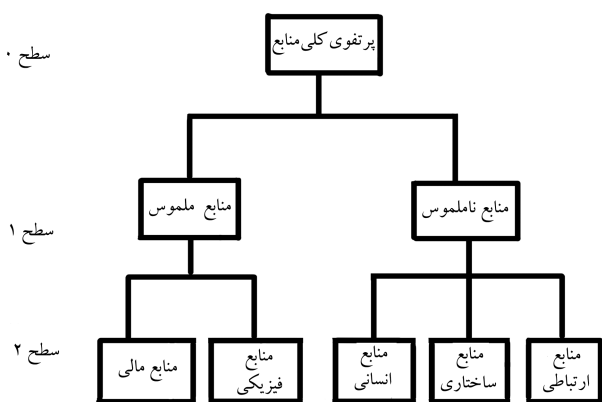 پرتفوی کلی منابع
سطح ۰
منابع ناملموس
منابع ملموس
سطح ۱
منابع
ارتباطی
منابع
ساختاری
منابع
انسانی
منابع
فیزیکی
منابع مالی
سطح ۲